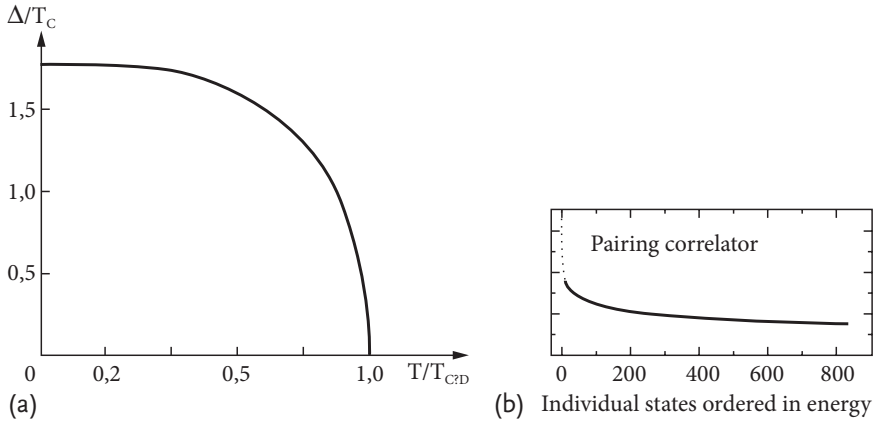 Δ/T_C
1,5
1,0
0,5
0 0,2 0,5 1,0 T/T_C?D
(a)
Pairing correlator
0 200 400 600 800
(b) Individual states ordered in energy